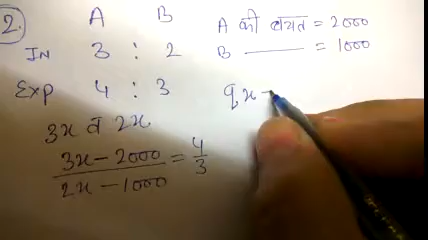 2.
A B
IN 3 : 2
Exp 4 : 3
A की बचत = 2000
B ——— = 1000
3x व 2x
3x - 2000 / 2x - 1000 = 4/3
9x -